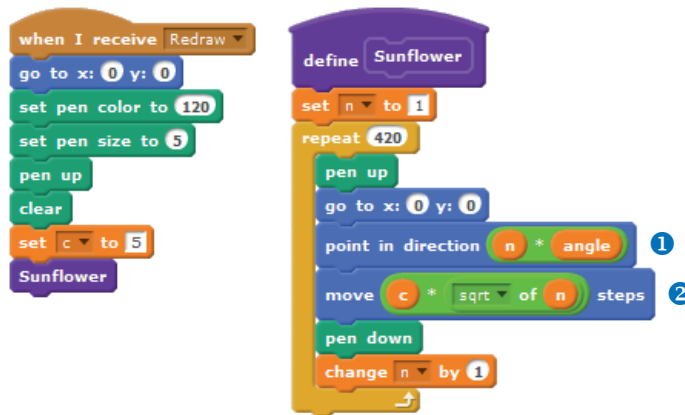 when I receive Redraw
go to x: 0 y: 0
set pen color to 120
set pen size to 5
pen up
clear
set c to 5
Sunflower
define Sunflower
set n to 1
repeat 420
pen up
go to x: 0 y: 0
point in direction n * angle 1
move c * sqrt of n steps 2
pen down
change n by 1